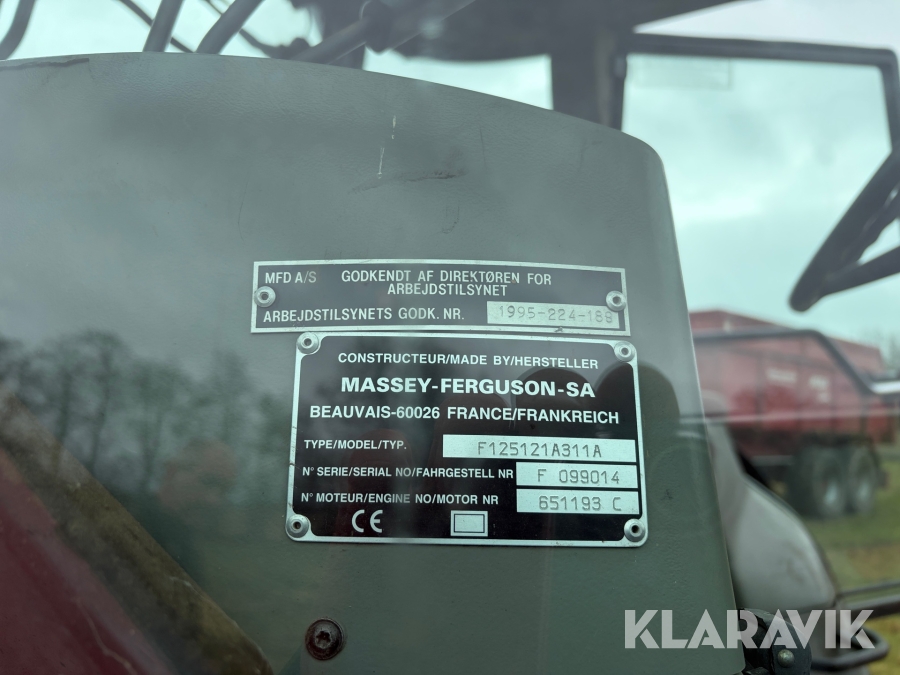 MFD A/S GODKENDT AF DIREKTØREN FOR
ARBEJDSTILSYNET
ARBEJDSTILSYNETS GODK. NR. 1995-224-189
CONSTRUCTEUR/MADE BY/HERSTELLER
MASSEY-FERGUSON-SA
BEAUVAIS-60026 FRANCE/FRANKREICH
TYPE/MODEL/TYP. F125121A311A
N° SERIE/SERIAL NO/FAHRGESTELL NR F 099014
N° MOTEUR/ENGINE NO/MOTOR NR 651193 C
CE
KLARAVIK